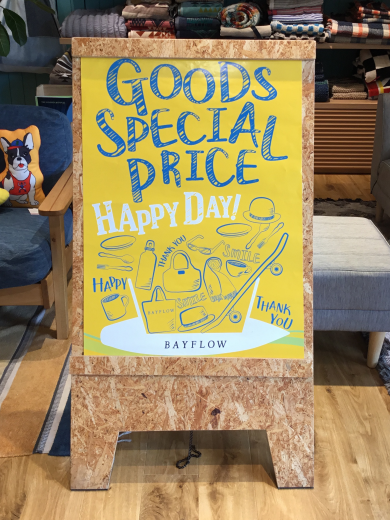 GOODS
SPECIAL
PRICE
HAPPY DAY!
THANK YOU
SMILE
HAPPY
SMILE
BAYFLOW
THANK
YOU
BAYFLOW